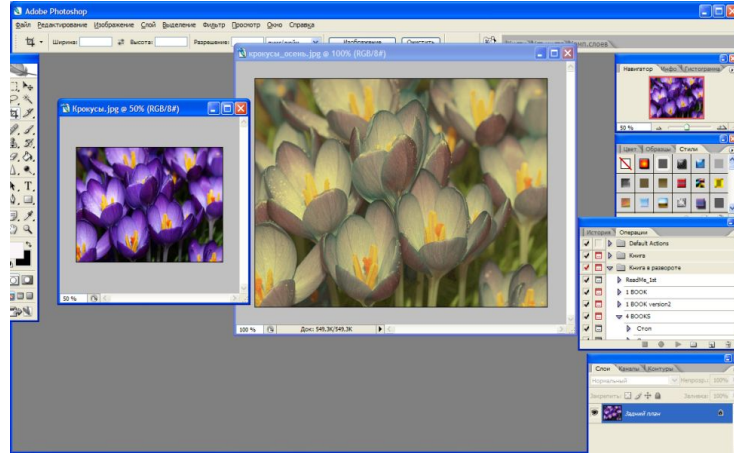 Adobe Photoshop
Файл Редактирование Изображение Слой Выделение Фильтр Просмотр Окно Справка
Ширина: Высота: Разрешение: Изображение Очистить
крокусы_осень.jpg @ 100% (RGB/8#)
Крокусы.jpg @ 50% (RGB/8#)
50 %
100 % Док: 549,3K/549,3K
Навигатор Инфо Гистограмма
50 %
Цвет Образцы Стили
История Операции
Default Actions
Книга
Книга в развороте
ReadMe_1st
1 BOOK
1 BOOK version2
4 BOOKS
Стоп
Слои Каналы Контуры
Нормальный Непрозр.: 100%
Закрепить: Заливка: 100%
Задний план